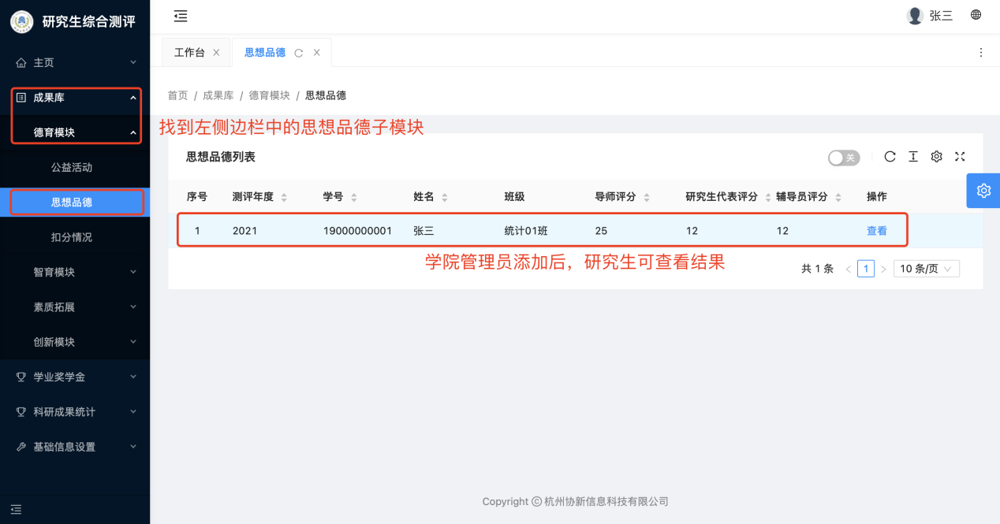 研究生综合测评
张三
主页
成果库
德育模块
公益活动
思想品德
扣分情况
智育模块
素质拓展
创新模块
学业奖学金
科研成果统计
基础信息设置
工作台
思想品德
首页 / 成果库 / 德育模块 / 思想品德
找到左侧边栏中的思想品德子模块
思想品德列表
关
序号 测评年度 学号 姓名 班级 导师评分 研究生代表评分 辅导员评分 操作
1 2021 19000000001 张三 统计01班 25 12 12 查看
学院管理员添加后，研究生可查看结果
共 1 条 < 1 > 10 条/页
Copyright © 杭州协新信息科技有限公司